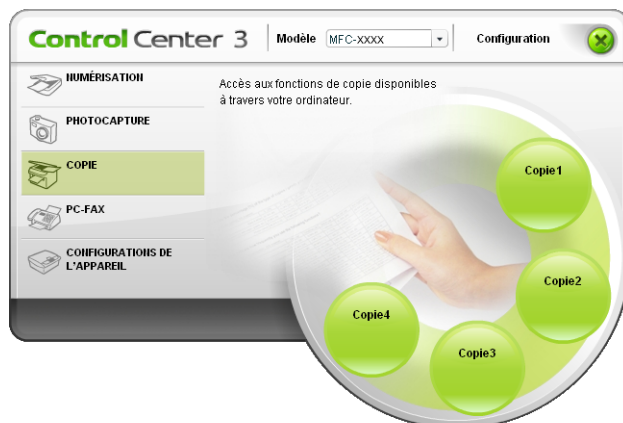 Control Center 3
Modèle
MFC-XXXX
Configuration
NUMÉRISATION
PHOTOCAPTURE
COPIE
PC-FAX
CONFIGURATIONS DE
L'APPAREIL
Accès aux fonctions de copie disponibles
à travers votre ordinateur.
Copie1
Copie2
Copie3
Copie4